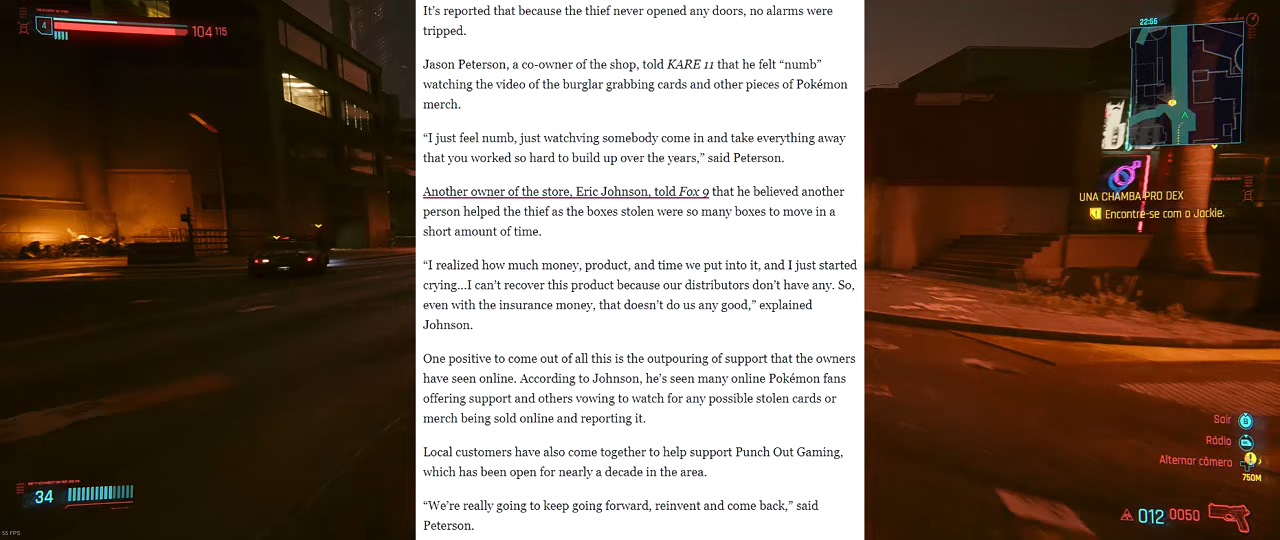 4
104 115
It's reported that because the thief never opened any doors, no alarms were
tripped.
Jason Peterson, a co-owner of the shop, told KARE 11 that he felt “numb”
watching the video of the burglar grabbing cards and other pieces of Pokémon
merch.
“I just feel numb, just watchving somebody come in and take everything away
that you worked so hard to build up over the years,” said Peterson.
Another owner of the store, Eric Johnson, told Fox 9 that he believed another
person helped the thief as the boxes stolen were so many boxes to move in a
short amount of time.
“I realized how much money, product, and time we put into it, and I just started
crying...I can't recover this product because our distributors don't have any. So,
even with the insurance money, that doesn't do us any good,” explained
Johnson.
One positive to come out of all this is the outpouring of support that the owners
have seen online. According to Johnson, he's seen many online Pokémon fans
offering support and others vowing to watch for any possible stolen cards or
merch being sold online and reporting it.
Local customers have also come together to help support Punch Out Gaming,
which has been open for nearly a decade in the area.
“We're really going to keep going forward, reinvent and come back,” said
Peterson.
22:55
UNA CHAMBA PRO DEX
Encontre-se com o Jackie.
Sair
Rádio
Alternar câmera
750M
34
012 0050
55 FPS